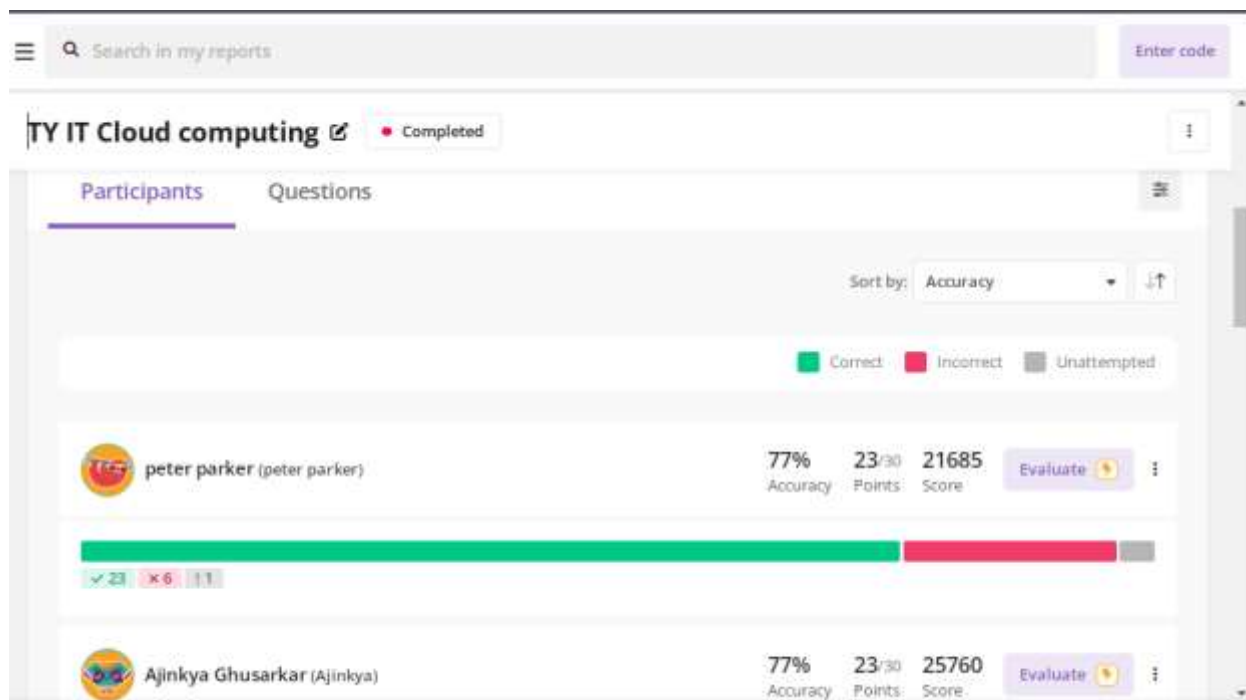 Search in my reports
Enter code
TY IT Cloud computing
Completed
Participants
Questions
Sort by:
Accuracy
Correct
Incorrect
Unattempted
peter parker (peter parker)
77%
23/30
21685
Accuracy
Points
Score
Evaluate
23
6
1
Ajinkya Ghusarkar (Ajinkya)
77%
23/30
25760
Accuracy
Points
Score
Evaluate